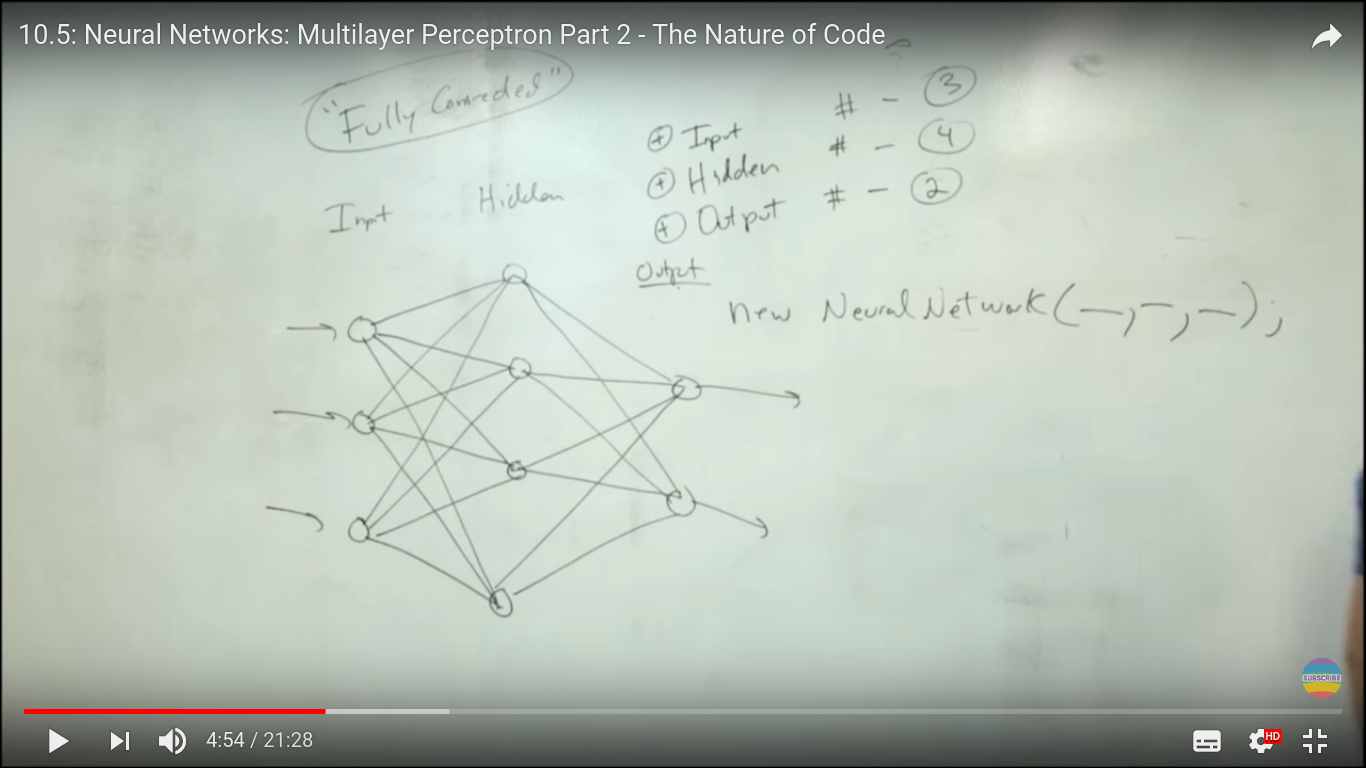 10.5: Neural Networks: Multilayer Perceptron Part 2 - The Nature of Code
"Fully Connected"
# - 3
+ Input # - 4
+ Hidden # - 2
+ Output
Input Hidden Output
new NeuralNetwork(—, —, —);
SUBSCRIBE
4:54 / 21:28
HD